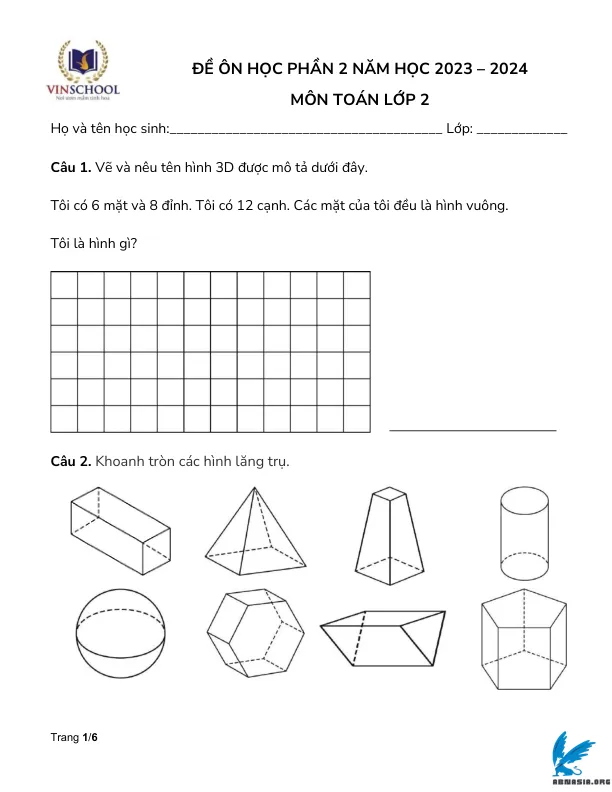 VINSCHOOL
Nơi ươm mầm tinh hoa
ĐỀ ÔN HỌC PHẦN 2 NĂM HỌC 2023 – 2024
MÔN TOÁN LỚP 2
Họ và tên học sinh:_______________________________________ Lớp: _____________
Câu 1. Vẽ và nêu tên hình 3D được mô tả dưới đây.
Tôi có 6 mặt và 8 đỉnh. Tôi có 12 cạnh. Các mặt của tôi đều là hình vuông.
Tôi là hình gì?
Câu 2. Khoanh tròn các hình lăng trụ.
Trang 1/6
ABNASIA.ORG